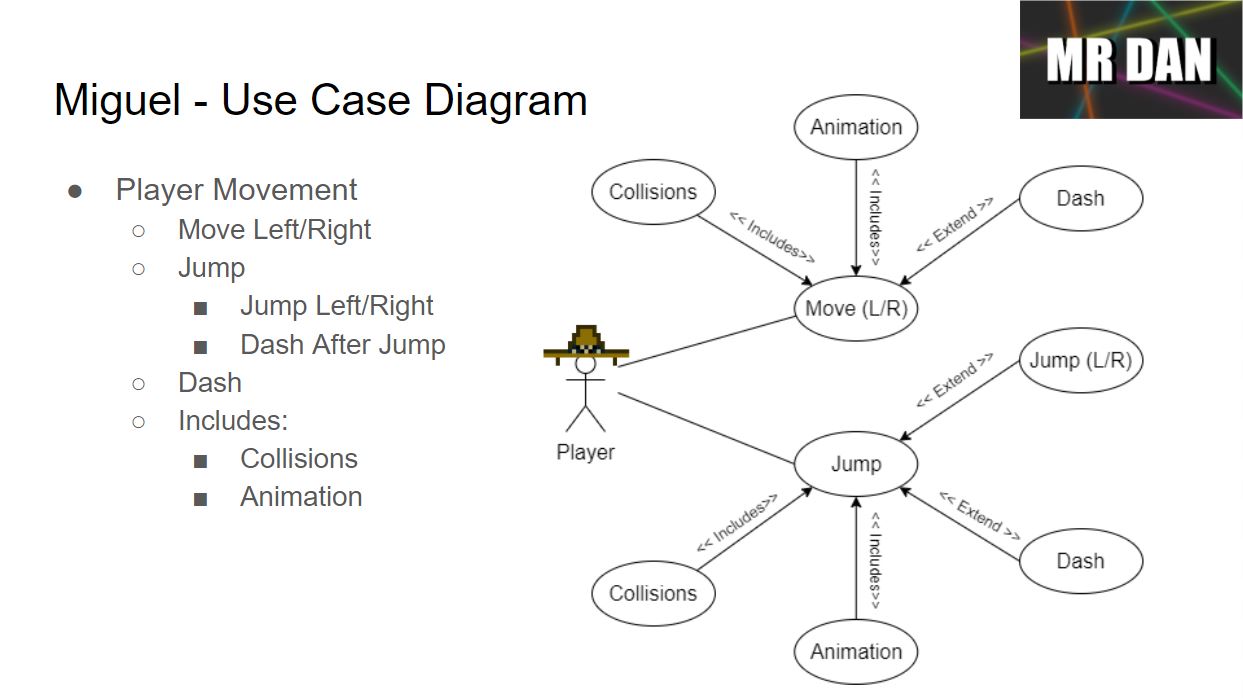 MR DAN
Miguel - Use Case Diagram
● Player Movement
○ Move Left/Right
○ Jump
■ Jump Left/Right
■ Dash After Jump
○ Dash
○ Includes:
■ Collisions
■ Animation
Animation
Collisions
Dash
<< Includes>>
<< Includes>>
<< Extend >>
Move (L/R)
Jump (L/R)
<< Extend >>
Player
Jump
<< Includes>>
<< Includes>>
<< Extend >>
Dash
Collisions
Animation